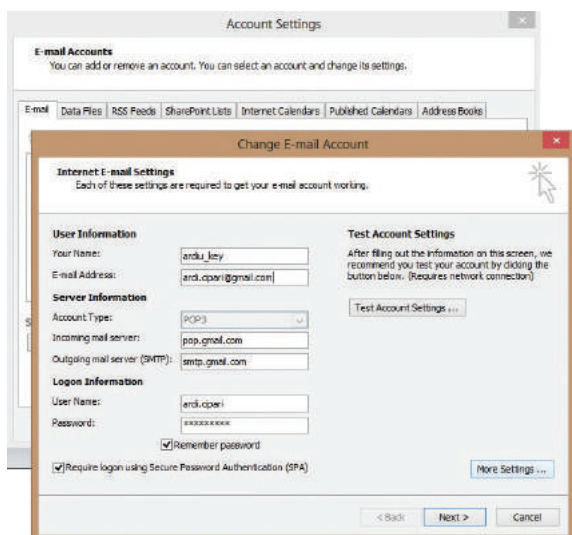 Account Settings
E-mail Accounts
You can add or remove an account. You can select an account and change its settings.
E-mail Data Files RSS Feeds SharePoint Lists Internet Calendars Published Calendars Address Books
Change E-mail Account
Internet E-mail Settings
Each of these settings are required to get your e-mail account working.
User Information
Your Name: ardu_key
E-mail Address: ardi.cipari@gmail.com
Server Information
Account Type: POP3
Incoming mail server: pop.gmail.com
Outgoing mail server (SMTP): smtp.gmail.com
Logon Information
User Name: ardi.cipari
Password: *********
Remember password
Require logon using Secure Password Authentication (SPA)
Test Account Settings
After filling out the information on this screen, we
recommend you test your account by clicking the
button below. (Requires network connection)
Test Account Settings ...
More Settings ...
< Back Next > Cancel